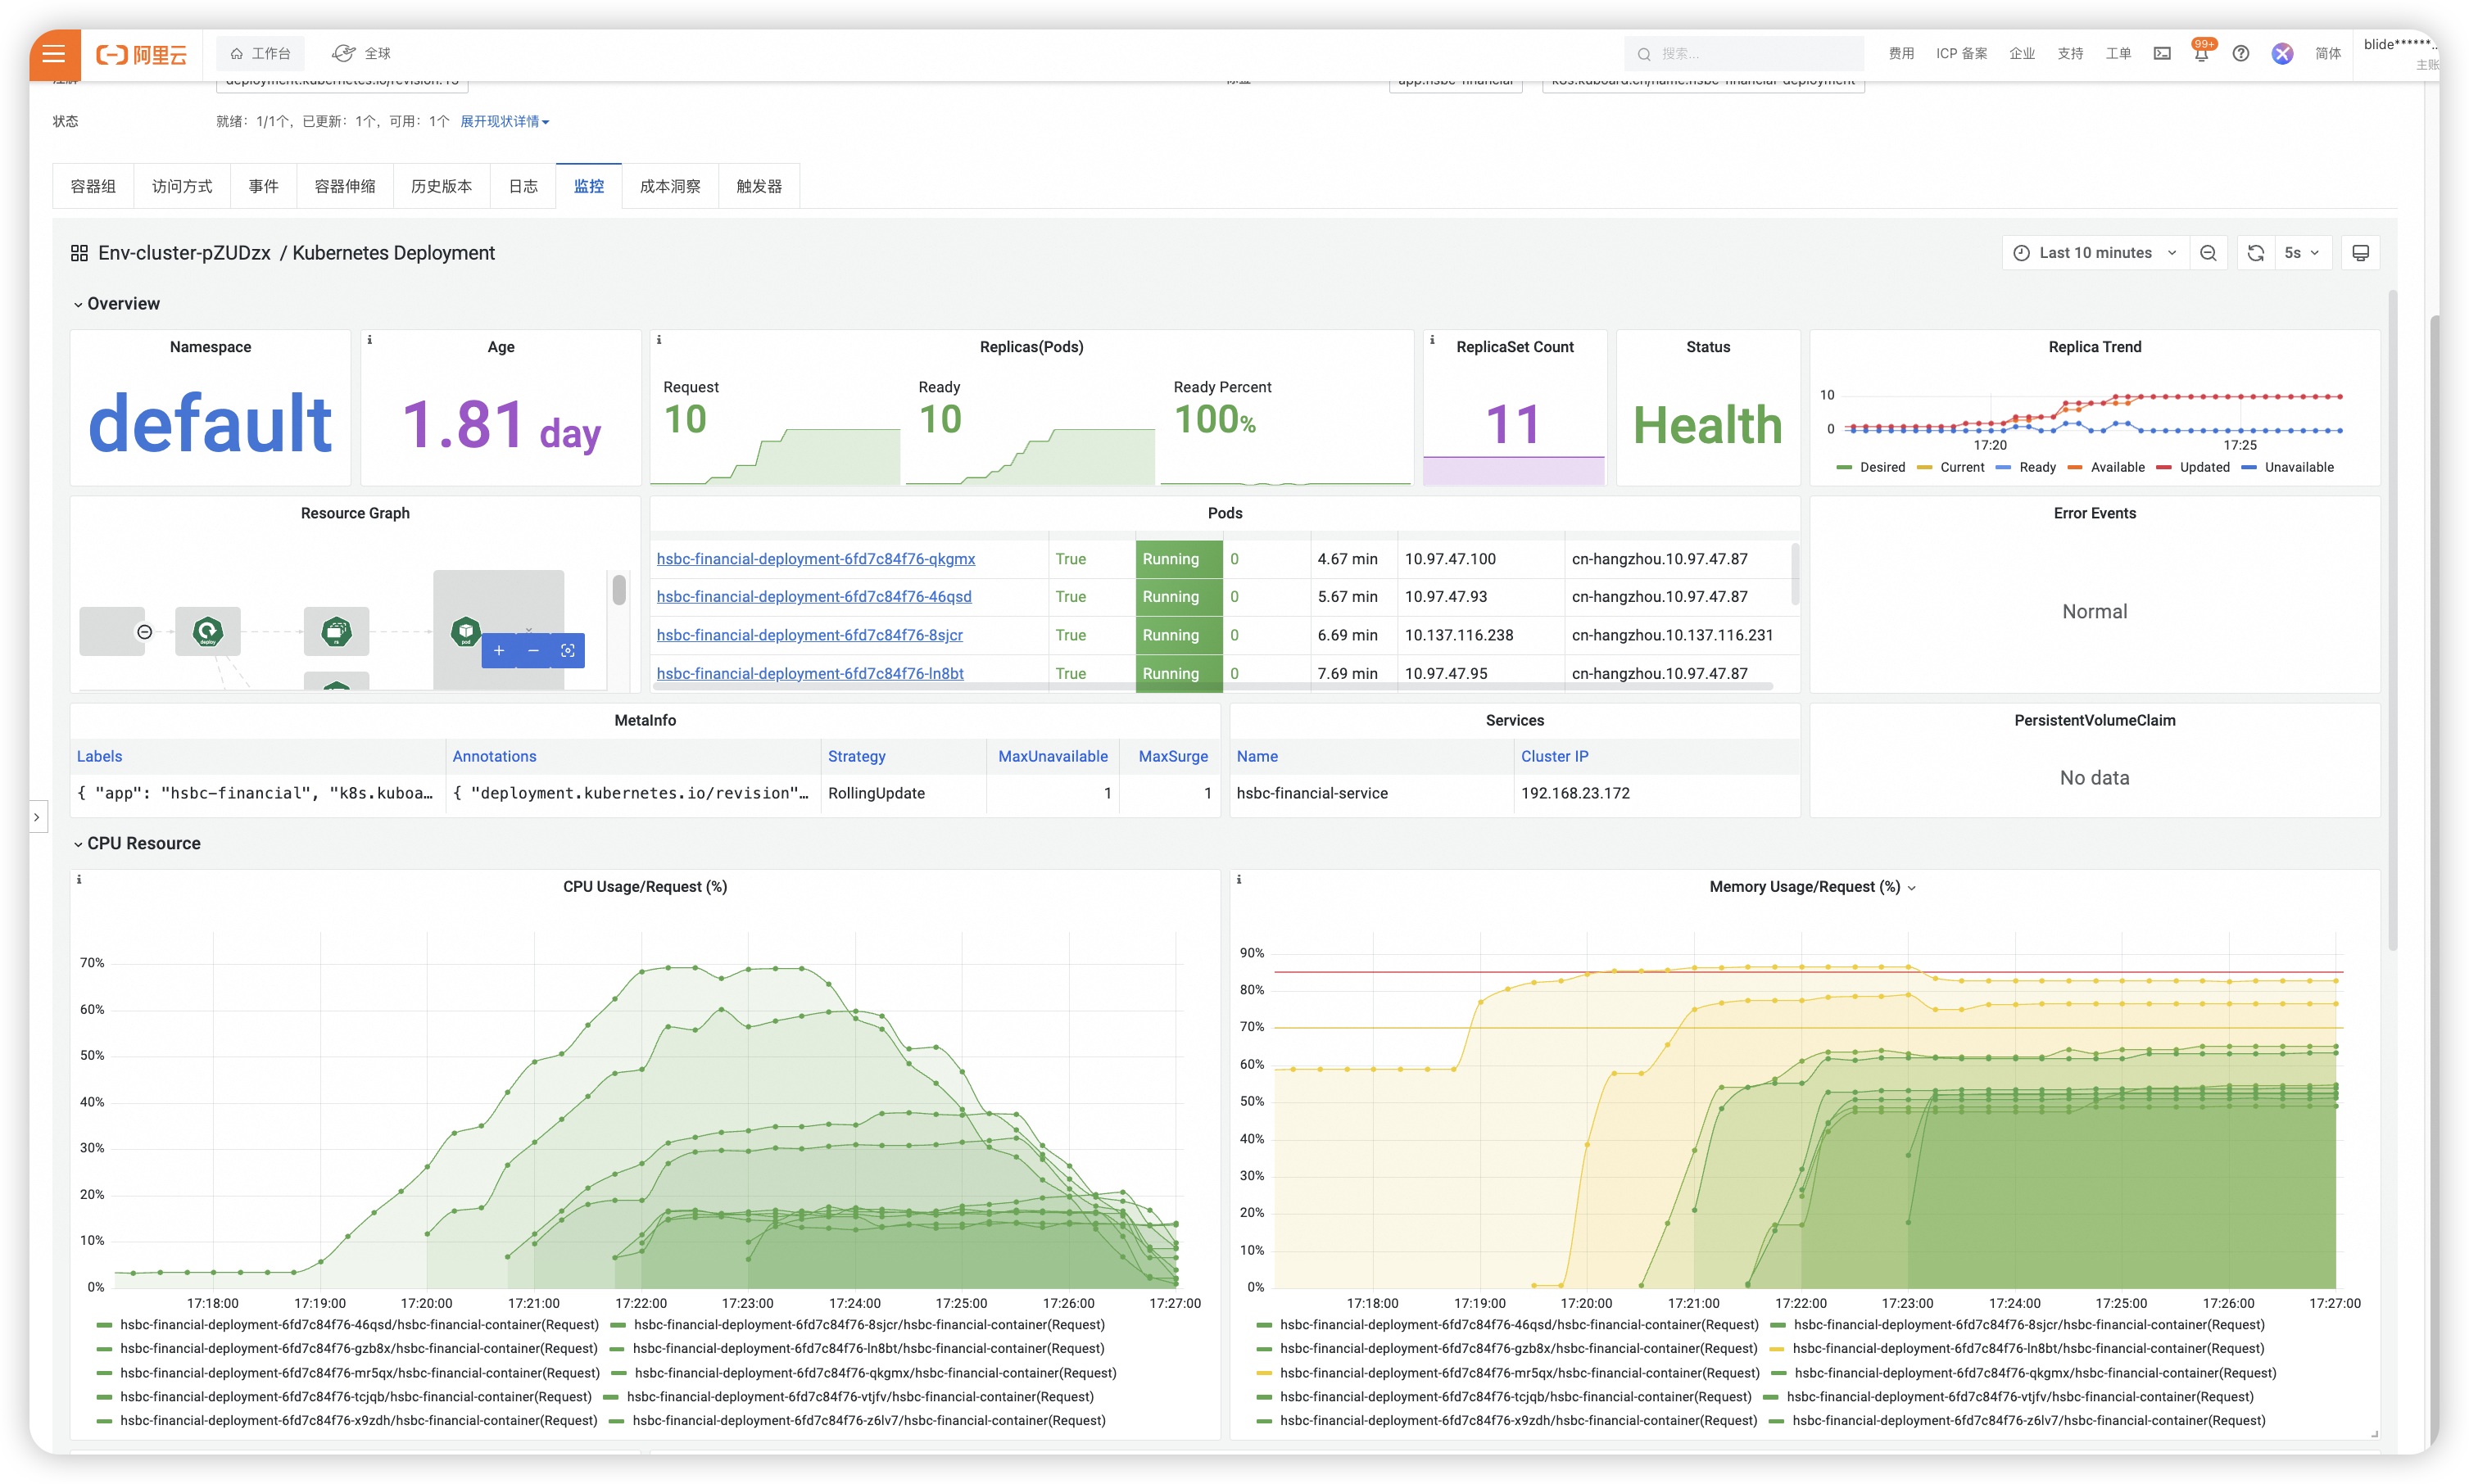 阿里云 工作台 全球 搜索... 费用 ICP 备案 企业 支持 工单 99+ 简体 blide******...
主账
注解 deployment.kubernetes.io/revision:15 标签 app:hsbc-financial k8s.kuboard.cn/name:hsbc-financial-deployment
状态 就绪：1/1个，已更新：1个，可用：1个 展开现状详情
容器组 访问方式 事件 容器伸缩 历史版本 日志 监控 成本洞察 触发器
Env-cluster-pZUDzx / Kubernetes Deployment Last 10 minutes 5s
Overview
Namespace
default
Age
1.81 day
Replicas(Pods)
Request
10
Ready
10
Ready Percent
100%
ReplicaSet Count
11
Status
Health
Replica Trend
10
0
17:20 17:25
Desired Current Ready Available Updated Unavailable
Resource Graph
deploy rs pod
Pods
hsbc-financial-deployment-6fd7c84f76-qkgmx True Running 0 4.67 min 10.97.47.100 cn-hangzhou.10.97.47.87
hsbc-financial-deployment-6fd7c84f76-46qsd True Running 0 5.67 min 10.97.47.93 cn-hangzhou.10.97.47.87
hsbc-financial-deployment-6fd7c84f76-8sjcr True Running 0 6.69 min 10.137.116.238 cn-hangzhou.10.137.116.231
hsbc-financial-deployment-6fd7c84f76-ln8bt True Running 0 7.69 min 10.97.47.95 cn-hangzhou.10.97.47.87
Error Events
Normal
MetaInfo
Labels Annotations Strategy MaxUnavailable MaxSurge
{ "app": "hsbc-financial", "k8s.kuboa... { "deployment.kubernetes.io/revision"... RollingUpdate 1 1
Services
Name Cluster IP
hsbc-financial-service 192.168.23.172
PersistentVolumeClaim
No data
CPU Resource
CPU Usage/Request (%)
70%
60%
50%
40%
30%
20%
10%
0%
17:18:00 17:19:00 17:20:00 17:21:00 17:22:00 17:23:00 17:24:00 17:25:00 17:26:00 17:27:00
hsbc-financial-deployment-6fd7c84f76-46qsd/hsbc-financial-container(Request) hsbc-financial-deployment-6fd7c84f76-8sjcr/hsbc-financial-container(Request)
hsbc-financial-deployment-6fd7c84f76-gzb8x/hsbc-financial-container(Request) hsbc-financial-deployment-6fd7c84f76-ln8bt/hsbc-financial-container(Request)
hsbc-financial-deployment-6fd7c84f76-mr5qx/hsbc-financial-container(Request) hsbc-financial-deployment-6fd7c84f76-qkgmx/hsbc-financial-container(Request)
hsbc-financial-deployment-6fd7c84f76-tcjqb/hsbc-financial-container(Request) hsbc-financial-deployment-6fd7c84f76-vtjfv/hsbc-financial-container(Request)
hsbc-financial-deployment-6fd7c84f76-x9zdh/hsbc-financial-container(Request) hsbc-financial-deployment-6fd7c84f76-z6lv7/hsbc-financial-container(Request)
Memory Usage/Request (%)
90%
80%
70%
60%
50%
40%
30%
20%
10%
0%
17:18:00 17:19:00 17:20:00 17:21:00 17:22:00 17:23:00 17:24:00 17:25:00 17:26:00 17:27:00
hsbc-financial-deployment-6fd7c84f76-46qsd/hsbc-financial-container(Request) hsbc-financial-deployment-6fd7c84f76-8sjcr/hsbc-financial-container(Request)
hsbc-financial-deployment-6fd7c84f76-gzb8x/hsbc-financial-container(Request) hsbc-financial-deployment-6fd7c84f76-ln8bt/hsbc-financial-container(Request)
hsbc-financial-deployment-6fd7c84f76-mr5qx/hsbc-financial-container(Request) hsbc-financial-deployment-6fd7c84f76-qkgmx/hsbc-financial-container(Request)
hsbc-financial-deployment-6fd7c84f76-tcjqb/hsbc-financial-container(Request) hsbc-financial-deployment-6fd7c84f76-vtjfv/hsbc-financial-container(Request)
hsbc-financial-deployment-6fd7c84f76-x9zdh/hsbc-financial-container(Request) hsbc-financial-deployment-6fd7c84f76-z6lv7/hsbc-financial-container(Request)